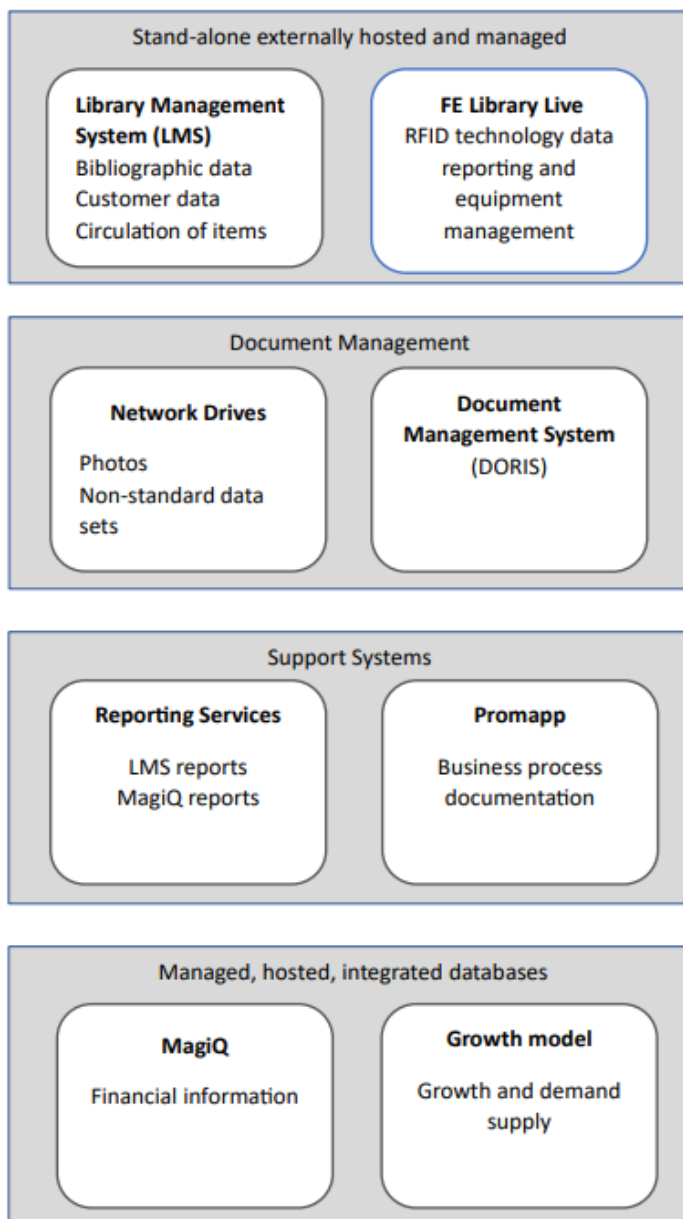 Stand-alone externally hosted and managed
Library Management
System (LMS)
Bibliographic data
Customer data
Circulation of items
FE Library Live
RFID technology data
reporting and
equipment
management
Document Management
Network Drives
Photos
Non-standard data
sets
Document
Management System
(DORIS)
Support Systems
Reporting Services
LMS reports
MagiQ reports
Promapp
Business process
documentation
Managed, hosted, integrated databases
MagiQ
Financial information
Growth model
Growth and demand
supply